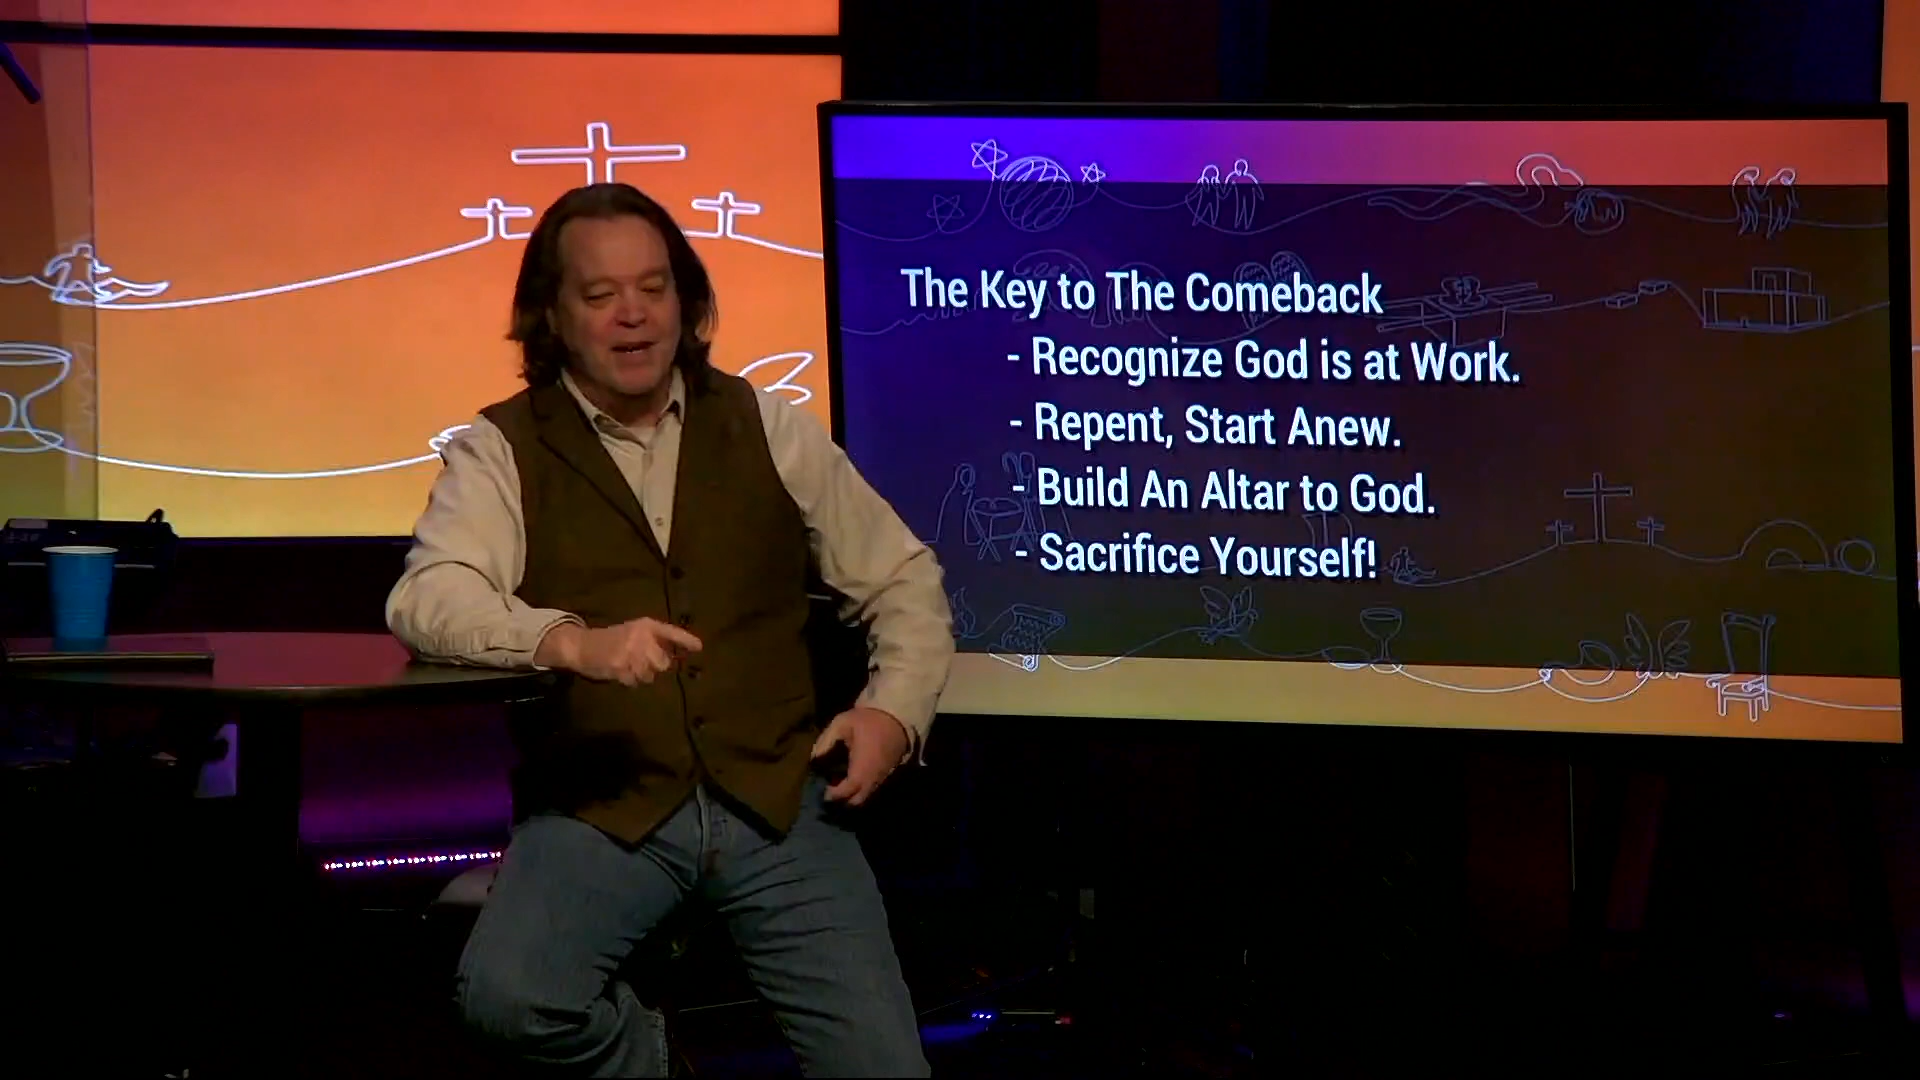 The Key to The Comeback
- Recognize God is at Work.
- Repent, Start Anew.
- Build An Altar to God.
- Sacrifice Yourself!